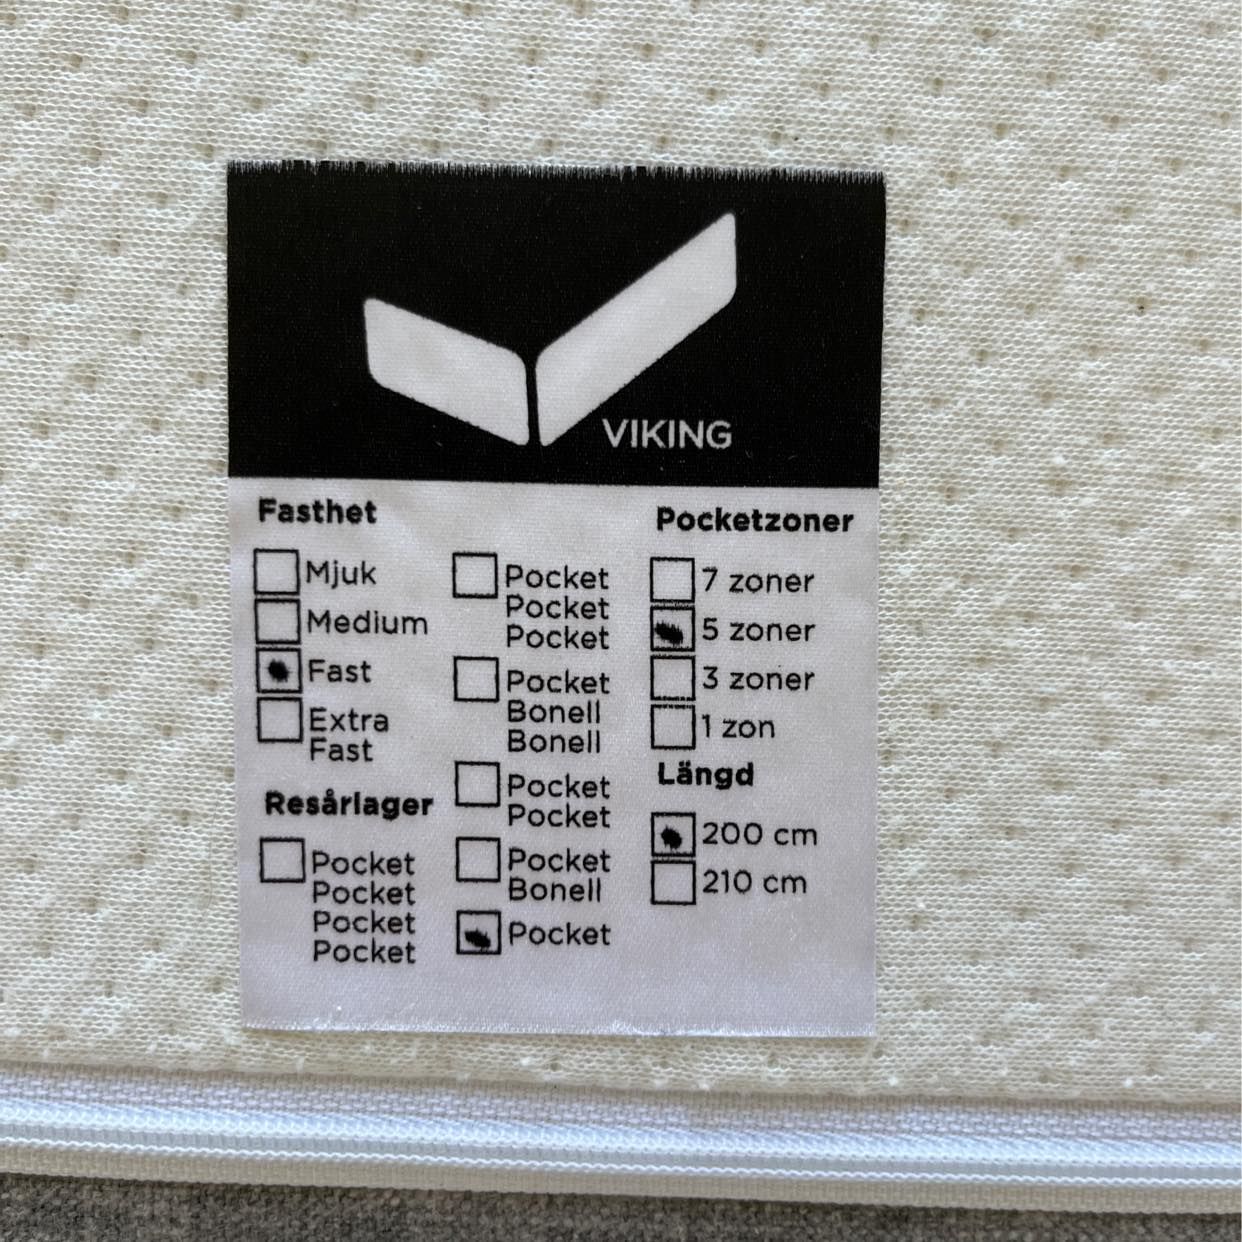 VIKING
Fasthet
Mjuk
Medium
Fast
Extra
Fast
Resårlager
Pocket
Pocket
Pocket
Pocket
Pocket
Pocket
Pocket
Pocket
Bonell
Bonell
Pocket
Pocket
Pocket
Bonell
Pocket
Pocketzoner
7 zoner
5 zoner
3 zoner
1 zon
Längd
200 cm
210 cm